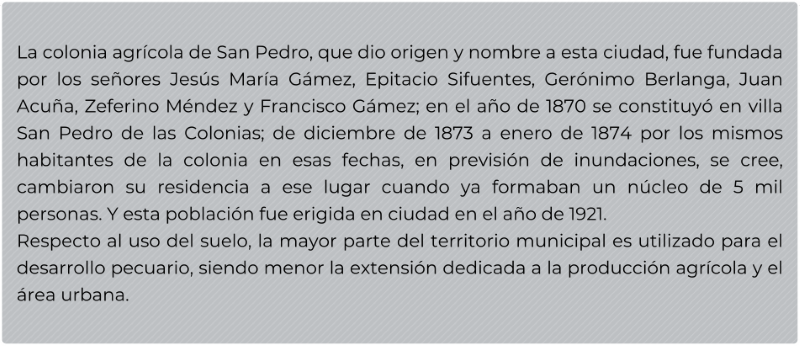 La colonia agrícola de San Pedro, que dio origen y nombre a esta ciudad, fue fundada
por los señores Jesús María Gámez, Epitacio Sifuentes, Gerónimo Berlanga, Juan
Acuña, Zeferino Méndez y Francisco Gámez; en el año de 1870 se constituyó en villa
San Pedro de las Colonias; de diciembre de 1873 a enero de 1874 por los mismos
habitantes de la colonia en esas fechas, en previsión de inundaciones, se cree,
cambiaron su residencia a ese lugar cuando ya formaban un núcleo de 5 mil
personas. Y esta población fue erigida en ciudad en el año de 1921.
Respecto al uso del suelo, la mayor parte del territorio municipal es utilizado para el
desarrollo pecuario, siendo menor la extensión dedicada a la producción agrícola y el
área urbana.